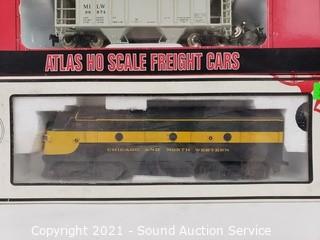 MILW
ATLAS HO SCALE FREIGHT CARS
CHICAGO AND NORTH WESTERN
Copyright 2021 - Sound Auction Service